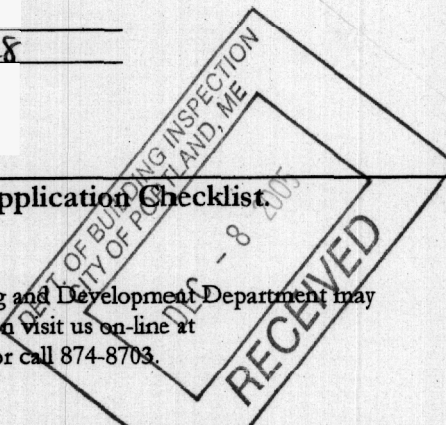 8
pplication Checklist.
g and Development Department may
n visit us on-line at
or call 874-8703.
DEPT. OF BUILDING INSPECTION
CITY OF PORTLAND, ME
DEC - 8 2005
RECEIVED